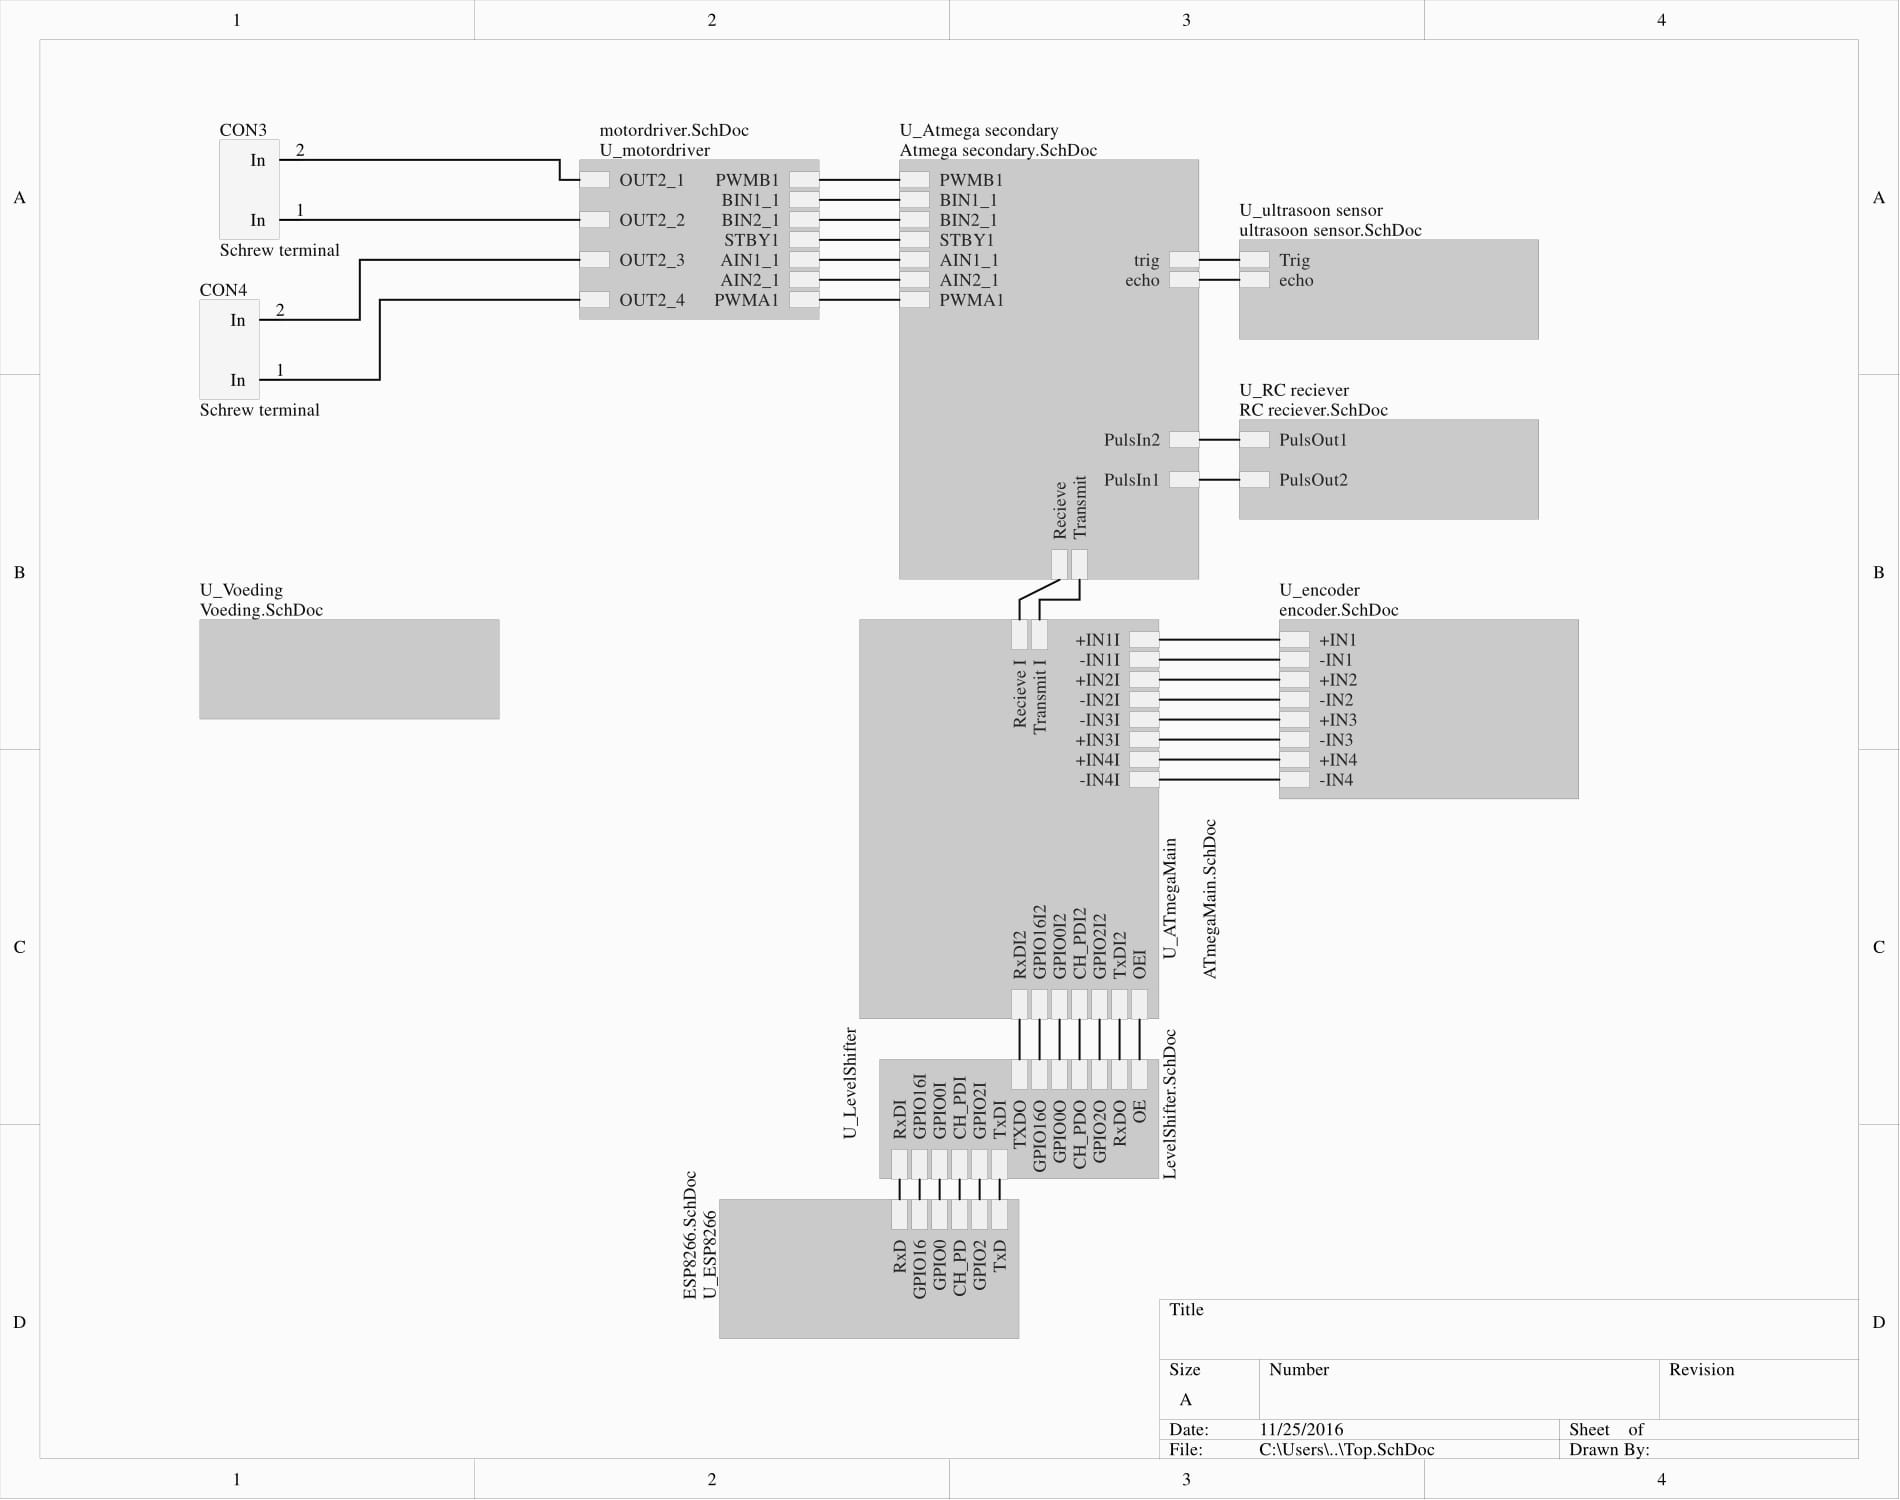 1 2 3 4
A A
B B
C C
D D
CON3
In 2
In 1
Schrew terminal
CON4
In 2
In 1
Schrew terminal
motordriver.SchDoc
U_motordriver
OUT2_1 PWMB1
BIN1_1
OUT2_2 BIN2_1
STBY1
OUT2_3 AIN1_1
AIN2_1
OUT2_4 PWMA1
U_Atmega secondary
Atmega secondary.SchDoc
PWMB1
BIN1_1
BIN2_1
STBY1
AIN1_1
AIN2_1
PWMA1
trig
echo
PulsIn2
PulsIn1
Recieve
Transmit
U_ultrasoon sensor
ultrasoon sensor.SchDoc
Trig
echo
U_RC reciever
RC reciever.SchDoc
PulsOut1
PulsOut2
U_Voeding
Voeding.SchDoc
Recieve I
Transmit I
+IN1I
-IN1I
+IN2I
-IN2I
-IN3I
+IN3I
+IN4I
-IN4I
U_encoder
encoder.SchDoc
+IN1
-IN1
+IN2
-IN2
+IN3
-IN3
+IN4
-IN4
U_ATmegaMain
ATmegaMain.SchDoc
RxDI2
GPIO16I2
GPIO0I2
CH_PDI2
GPIO2I2
TxDI2
OEI
U_LevelShifter
LevelShifter.SchDoc
TXDO
GPIO16O
GPIO0O
CH_PDO
GPIO2O
RxDO
OE
RxDI
GPIO16I
GPIO0I
CH_PDI
GPIO2I
TxDI
ESP8266.SchDoc
U_ESP8266
RxD
GPIO16
GPIO0
CH_PD
GPIO2
TxD
Title
Size Number Revision
A
Date: 11/25/2016 Sheet of
File: C:\Users\..\Top.SchDoc Drawn By:
1 2 3 4